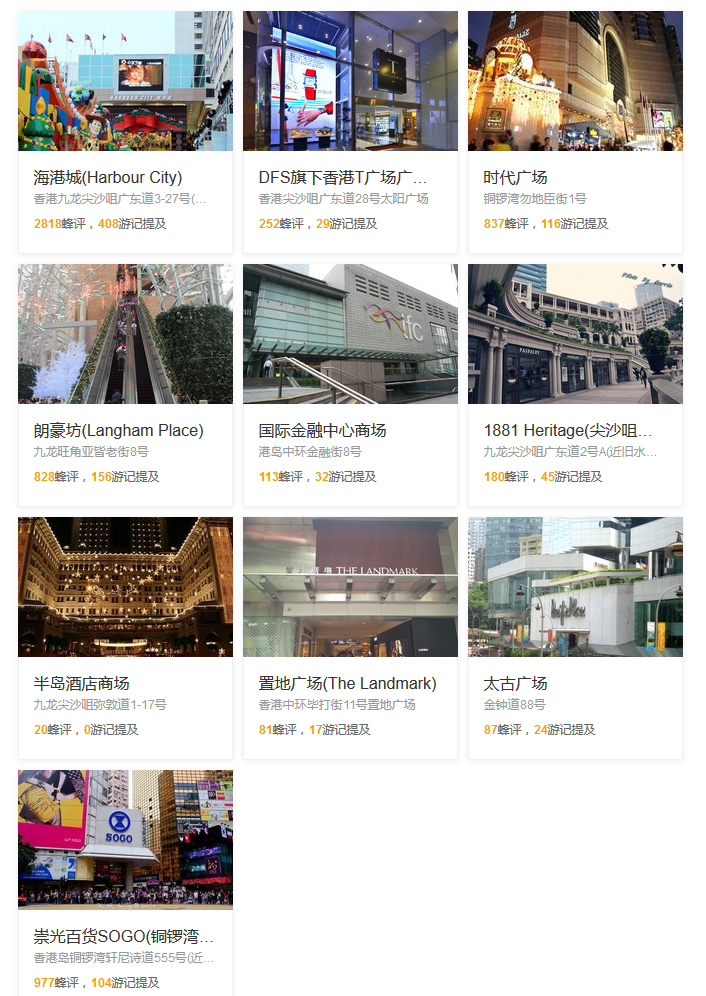 HARBOUR CITY
海港城(Harbour City)
香港九龙尖沙咀广东道3-27号(...
2818蜂评，408游记提及
T
DFS旗下香港T广场广...
香港尖沙咀广东道28号太阳广场
252蜂评，29游记提及
时代广场
铜锣湾勿地臣街1号
837蜂评，116游记提及
朗豪坊(Langham Place)
九龙旺角亚皆老街8号
828蜂评，156游记提及
ifc
国际金融中心商场
港岛中环金融街8号
113蜂评，32游记提及
PASPALEY
1881 Heritage(尖沙咀...
九龙尖沙咀广东道2号A(近旧水...
180蜂评，45游记提及
半岛酒店商场
九龙尖沙咀弥敦道1-17号
20蜂评，0游记提及
THE LANDMARK
置地广场(The Landmark)
香港中环毕打街11号置地广场
81蜂评，17游记提及
太古广场
金钟道88号
87蜂评，24游记提及
SOGO
崇光百货SOGO(铜锣湾...
香港岛铜锣湾轩尼诗道555号(近...
977蜂评，104游记提及